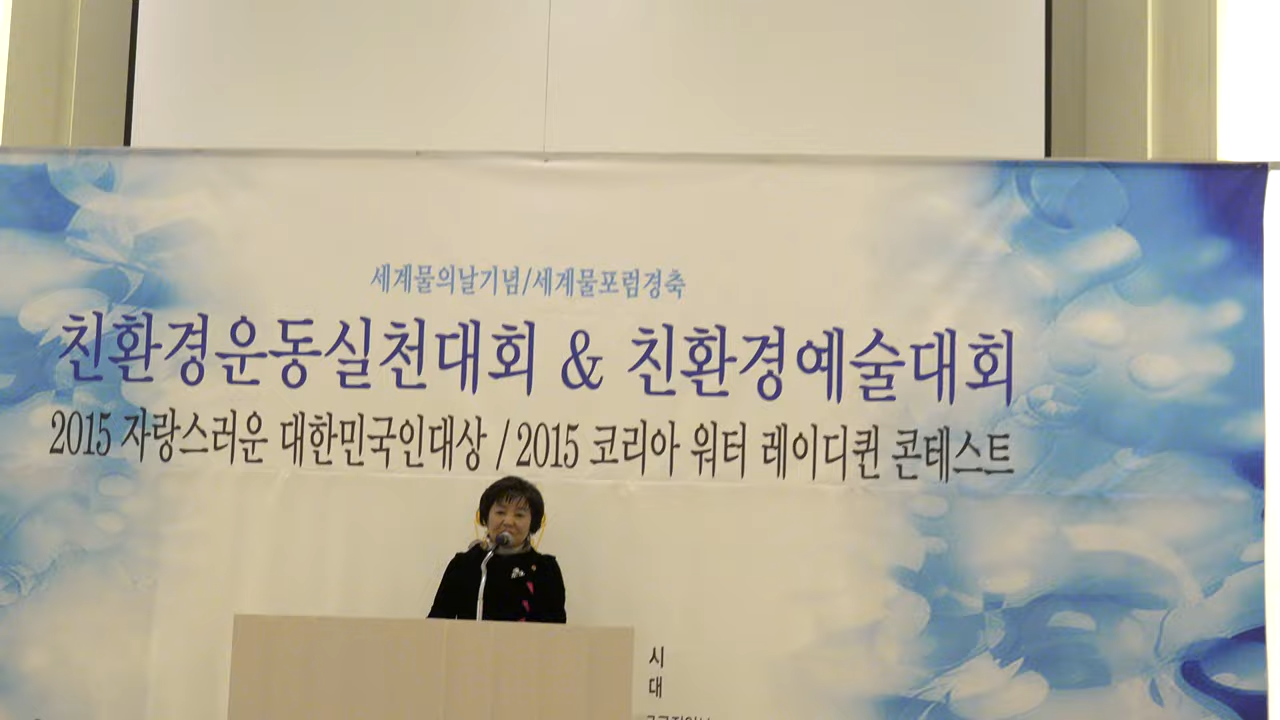 세계물의날기념/세계물포럼경축
친환경운동실천대회 & 친환경예술대회
2015 자랑스러운 대한민국인대상 / 2015 코리아 워터 레이디퀸 콘테스트
시
대